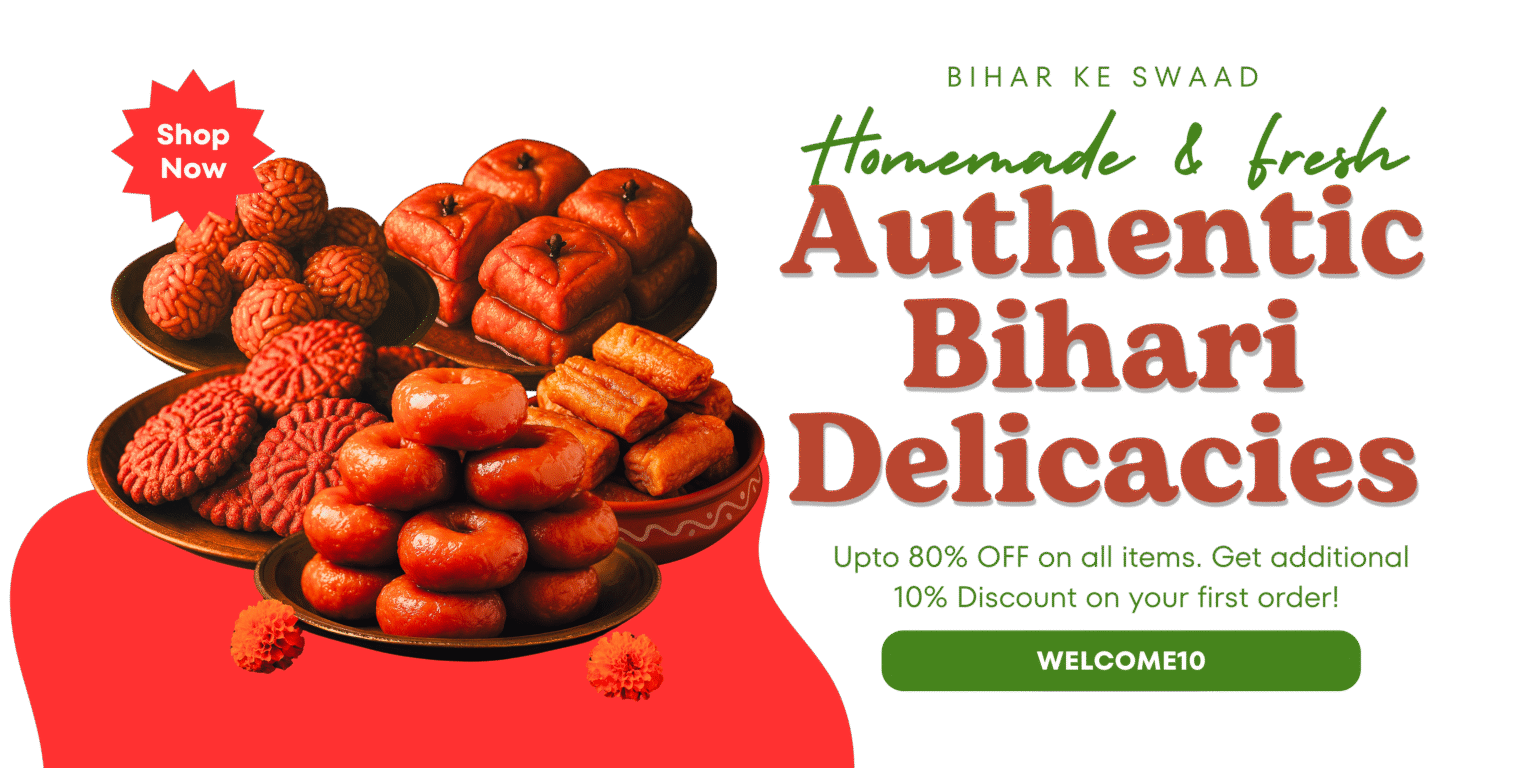 Shop
Now
BIHAR KE SWAAD
Homemade & fresh
Authentic
Bihari
Delicacies
Upto 80% OFF on all items. Get additional
10% Discount on your first order!
WELCOME10